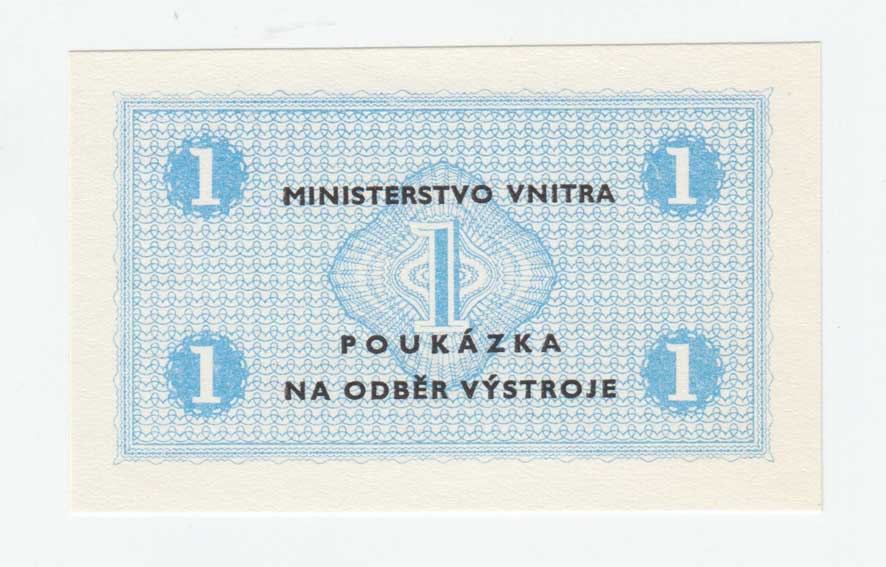 1 1
MINISTERSTVO VNITRA
1
POUKÁZKA
NA ODBĚR VÝSTROJE
1 1